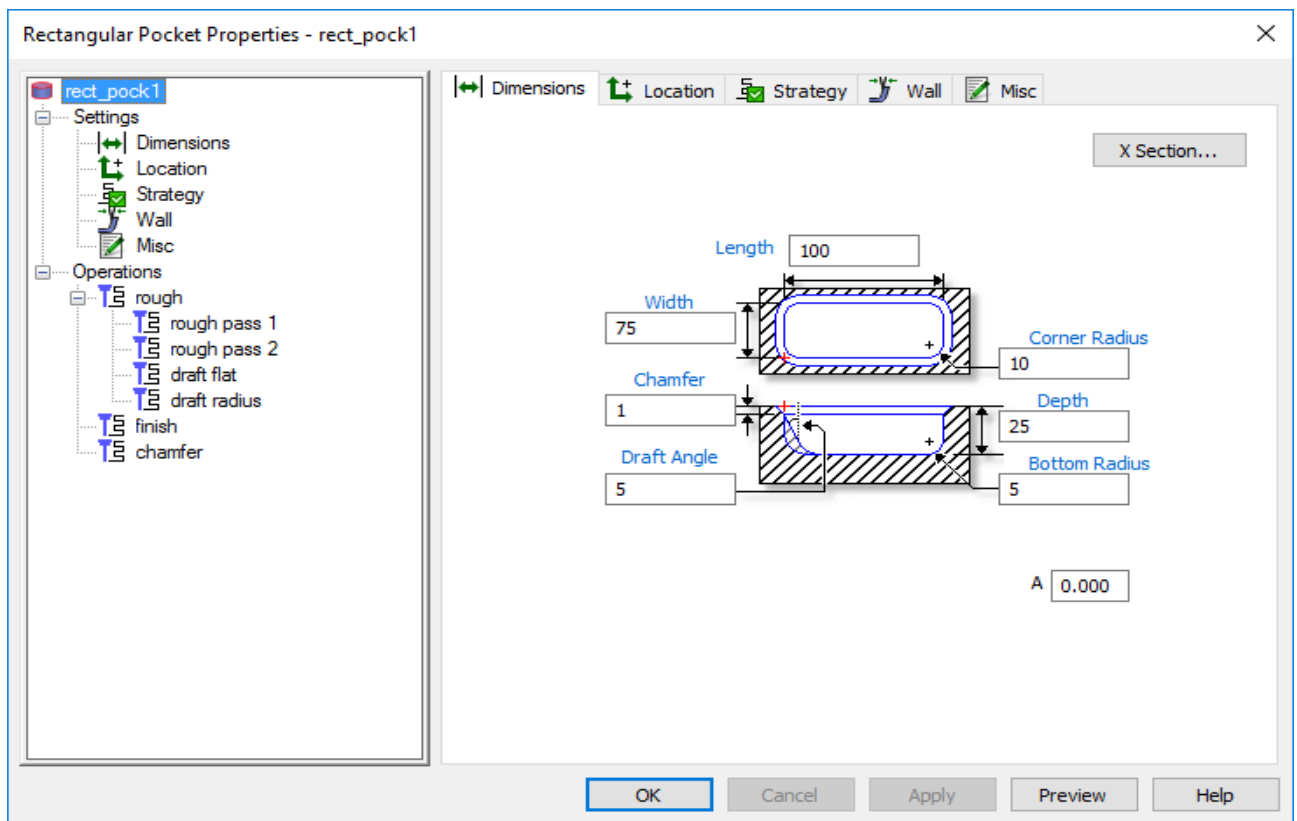 Rectangular Pocket Properties - rect_pock1
rect_pock1
Settings
Dimensions
Location
Strategy
Wall
Misc
Operations
rough
rough pass 1
rough pass 2
draft flat
draft radius
finish
chamfer
Dimensions Location Strategy Wall Misc
X Section...
Length 100
Width
75
Corner Radius
10
Chamfer
1
Depth
25
Draft Angle
5
Bottom Radius
5
A 0.000
OK Cancel Apply Preview Help